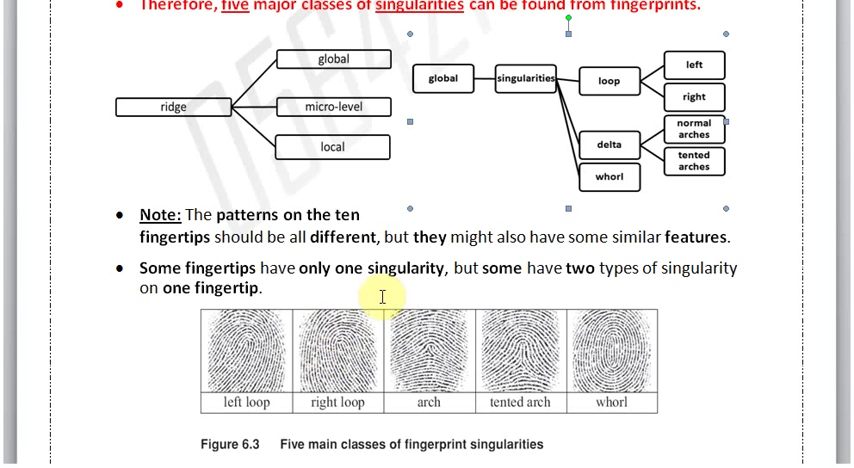 Therefore, five major classes of singularities can be found from fingerprints.
global
ridge
micro-level
local
global
singularities
loop
left
right
delta
normal
arches
tented
arches
whorl
Note: The patterns on the ten
fingertips should be all different, but they might also have some similar features.
Some fingertips have only one singularity, but some have two types of singularity
on one fingertip.
left loop
right loop
arch
tented arch
whorl
Figure 6.3 Five main classes of fingerprint singularities